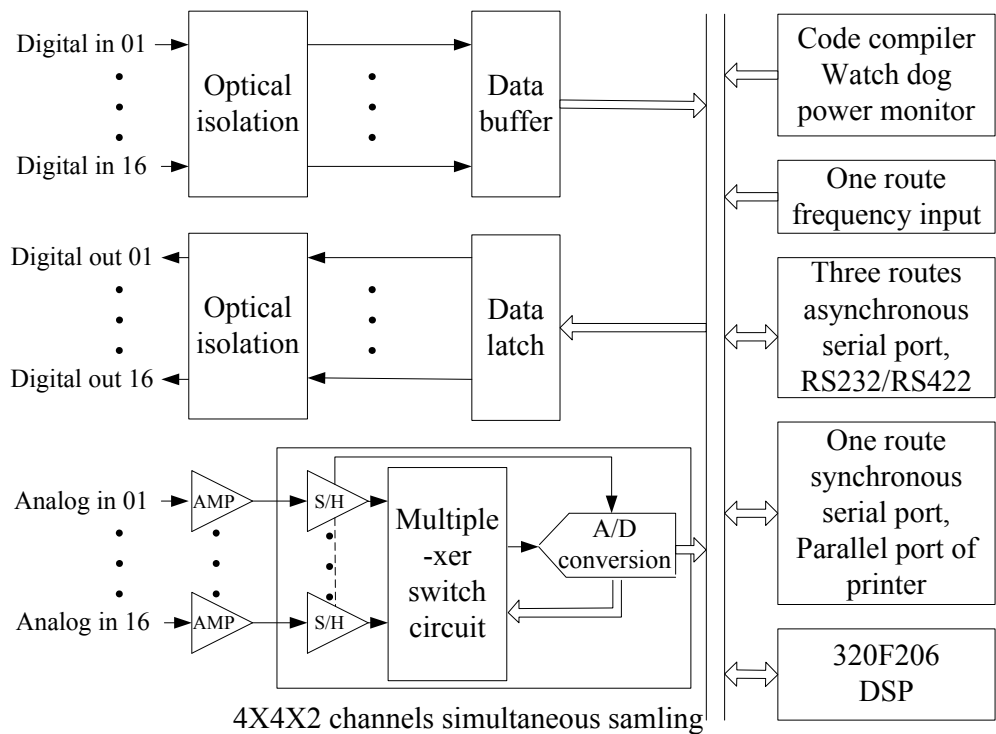 Digital in 01
Digital in 16
Optical
isolation
Data
buffer
Digital out 01
Digital out 16
Optical
isolation
Data
latch
Analog in 01
Analog in 16
AMP
AMP
S/H
S/H
Multiple
-xer
switch
circuit
A/D
conversion
4X4X2 channels simultaneous samling
Code compiler
Watch dog
power monitor
One route
frequency input
Three routes
asynchronous
serial port,
RS232/RS422
One route
synchronous
serial port,
Parallel port of
printer
320F206
DSP